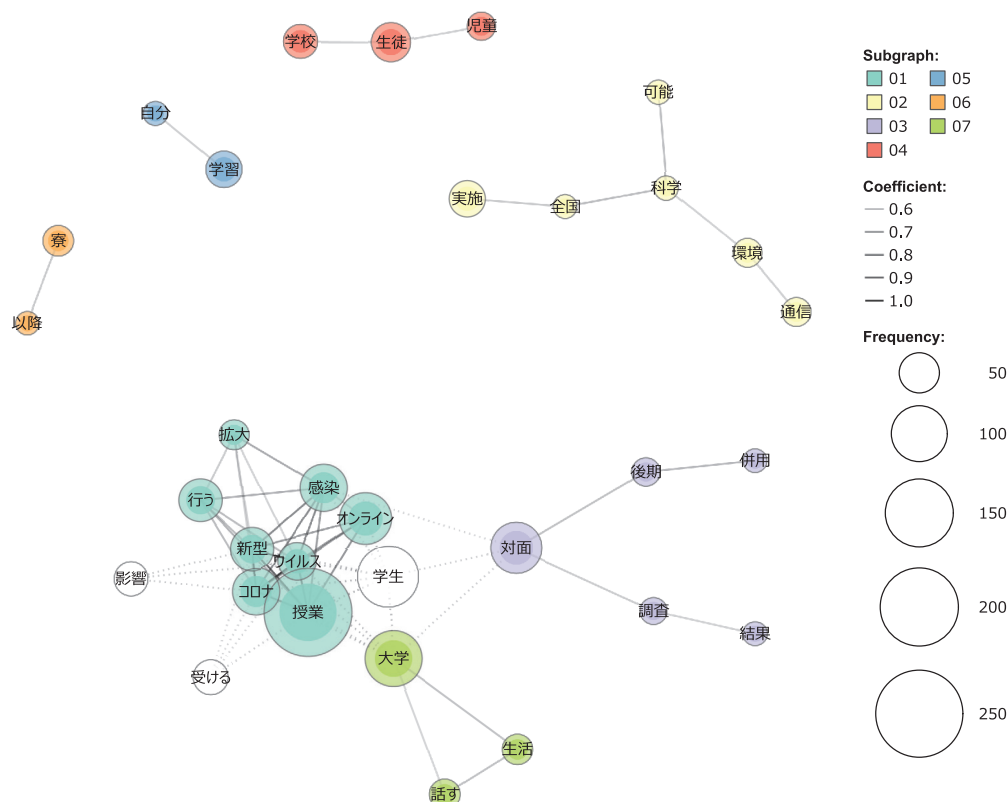 児童
学校
生徒
自分
可能
学習
科学
実施
全国
寮
環境
以降
通信
拡大
後期
併用
行う
感染
オンライン
新型
ウイルス
対面
影響
コロナ
学生
授業
調査
結果
受ける
大学
生活
話す
Subgraph:
01
05
02
06
03
07
04
Coefficient:
0.6
0.7
0.8
0.9
1.0
Frequency:
50
100
150
200
250